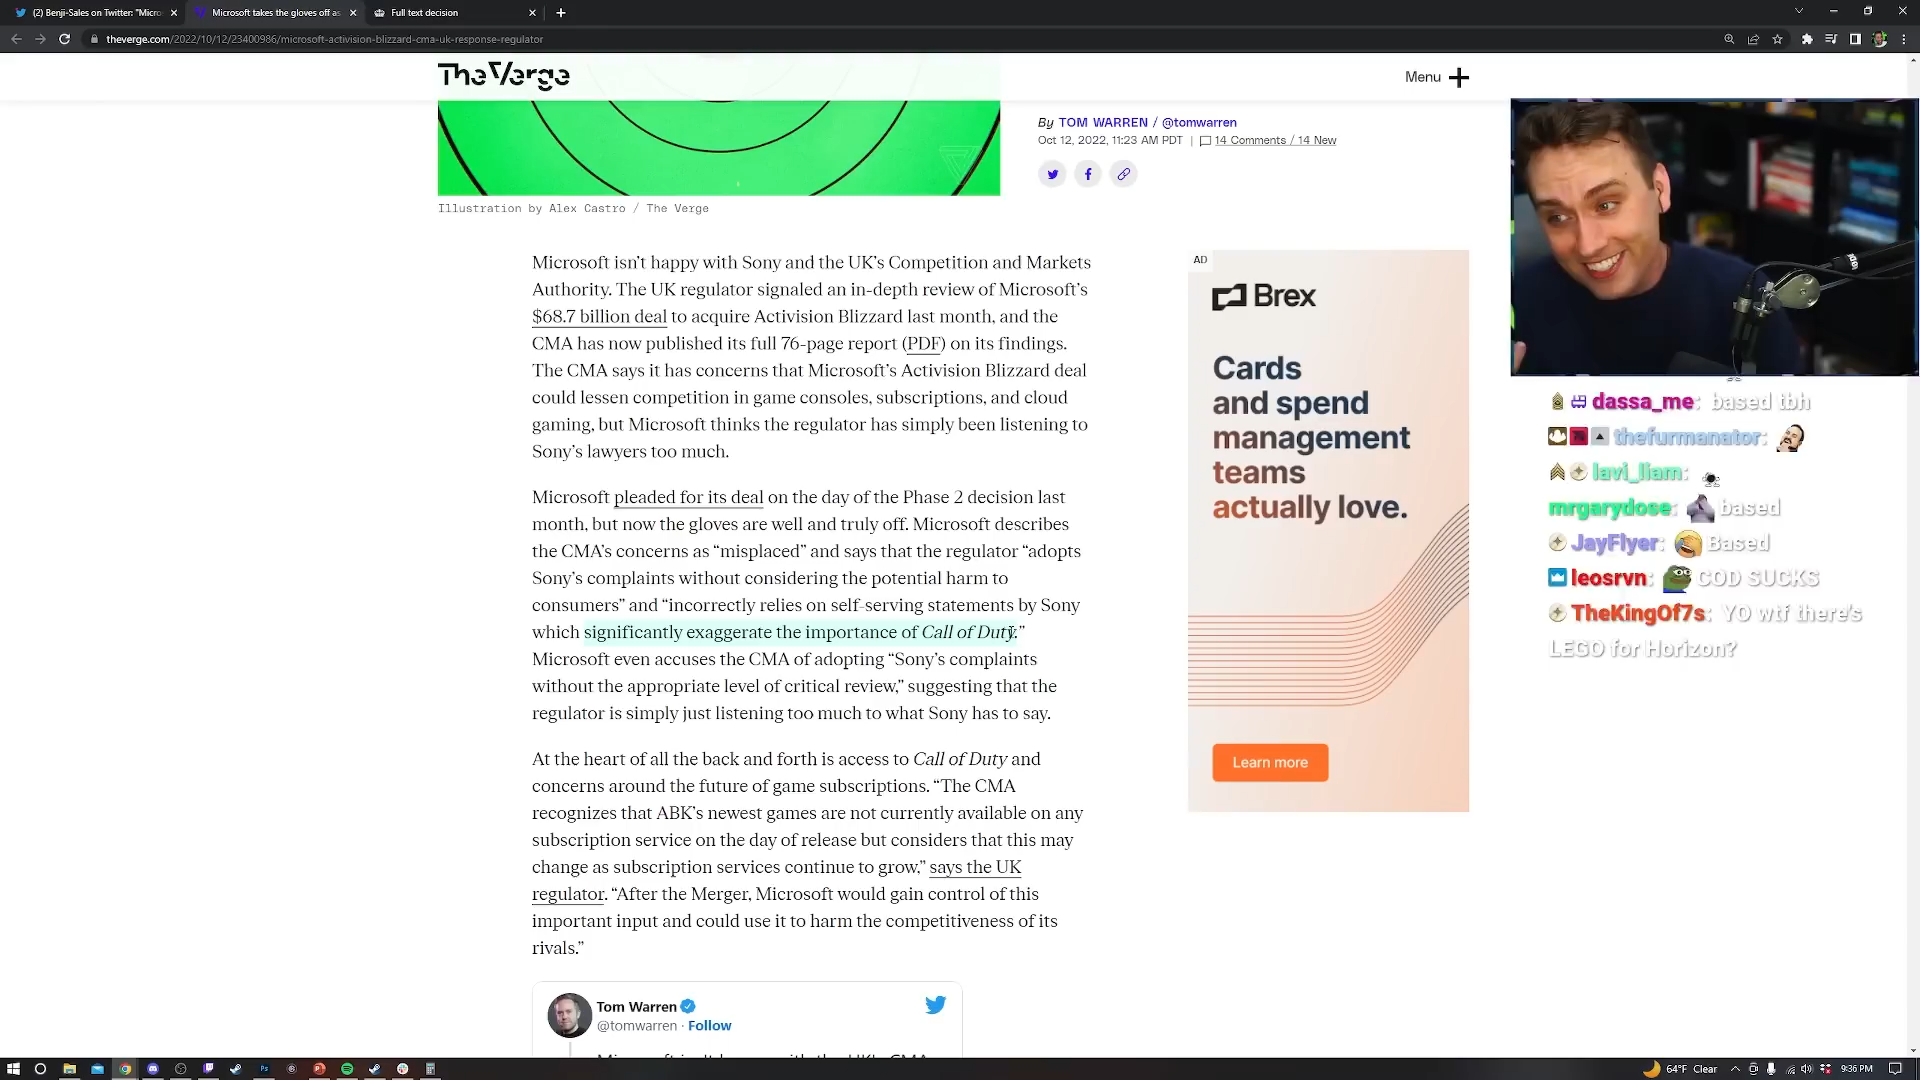 (2) Benji-Sales on Twitter: "Micro
Microsoft takes the gloves off as
Full text decision
theverge.com/2022/10/12/23400986/microsoft-activision-blizzard-cma-uk-response-regulator
The Verge
Menu
By TOM WARREN / @tomwarren
Oct 12, 2022, 11:23 AM PDT | 14 Comments / 14 New
Illustration by Alex Castro / The Verge
Microsoft isn’t happy with Sony and the UK’s Competition and Markets
Authority. The UK regulator signaled an in-depth review of Microsoft’s
$68.7 billion deal to acquire Activision Blizzard last month, and the
CMA has now published its full 76-page report (PDF) on its findings.
The CMA says it has concerns that Microsoft’s Activision Blizzard deal
could lessen competition in game consoles, subscriptions, and cloud
gaming, but Microsoft thinks the regulator has simply been listening to
Sony’s lawyers too much.
Microsoft pleaded for its deal on the day of the Phase 2 decision last
month, but now the gloves are well and truly off. Microsoft describes
the CMA’s concerns as “misplaced” and says that the regulator “adopts
Sony’s complaints without considering the potential harm to
consumers” and “incorrectly relies on self-serving statements by Sony
which significantly exaggerate the importance of Call of Duty.”
Microsoft even accuses the CMA of adopting “Sony’s complaints
without the appropriate level of critical review,” suggesting that the
regulator is simply just listening too much to what Sony has to say.
At the heart of all the back and forth is access to Call of Duty and
concerns around the future of game subscriptions. “The CMA
recognizes that ABK’s newest games are not currently available on any
subscription service on the day of release but considers that this may
change as subscription services continue to grow,” says the UK
regulator. “After the Merger, Microsoft would gain control of this
important input and could use it to harm the competitiveness of its
rivals.”
Tom Warren
@tomwarren · Follow
AD
Brex
Cards
and spend
management
teams
actually love.
Learn more
dassa_me: based tbh
thefurmanator:
lavi_liam:
mrgarydose: based
JayFlyer: Based
leosrvn: COD SUCKS
TheKingOf7s: YO wtf there's
LEGO for Horizon?
64°F Clear
9:36 PM